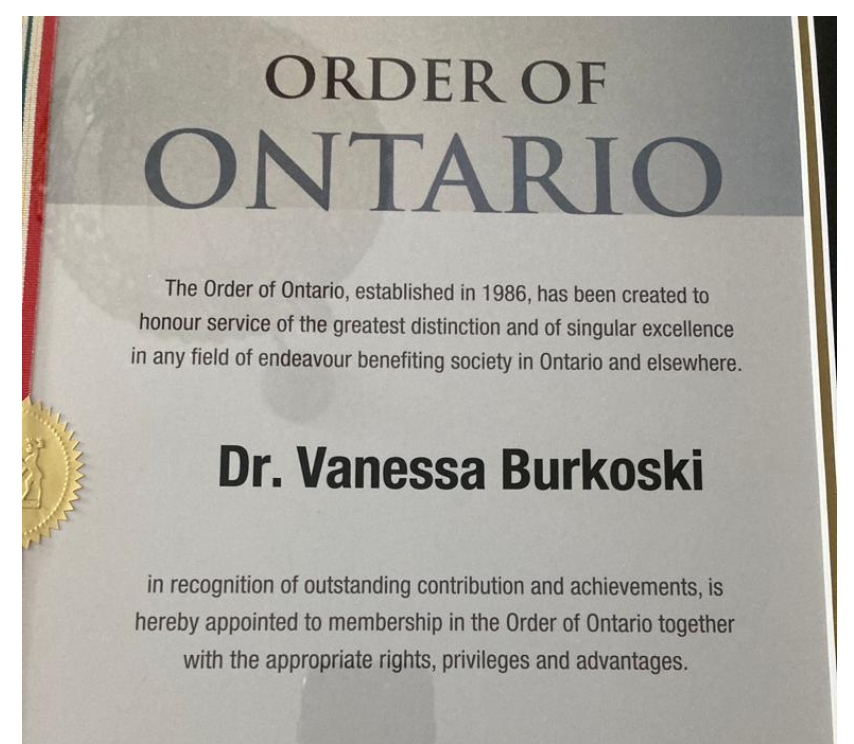 ORDER OF
ONTARIO
The Order of Ontario, established in 1986, has been created to
honour service of the greatest distinction and of singular excellence
in any field of endeavour benefiting society in Ontario and elsewhere.
Dr. Vanessa Burkoski
in recognition of outstanding contribution and achievements, is
hereby appointed to membership in the Order of Ontario together
with the appropriate rights, privileges and advantages.